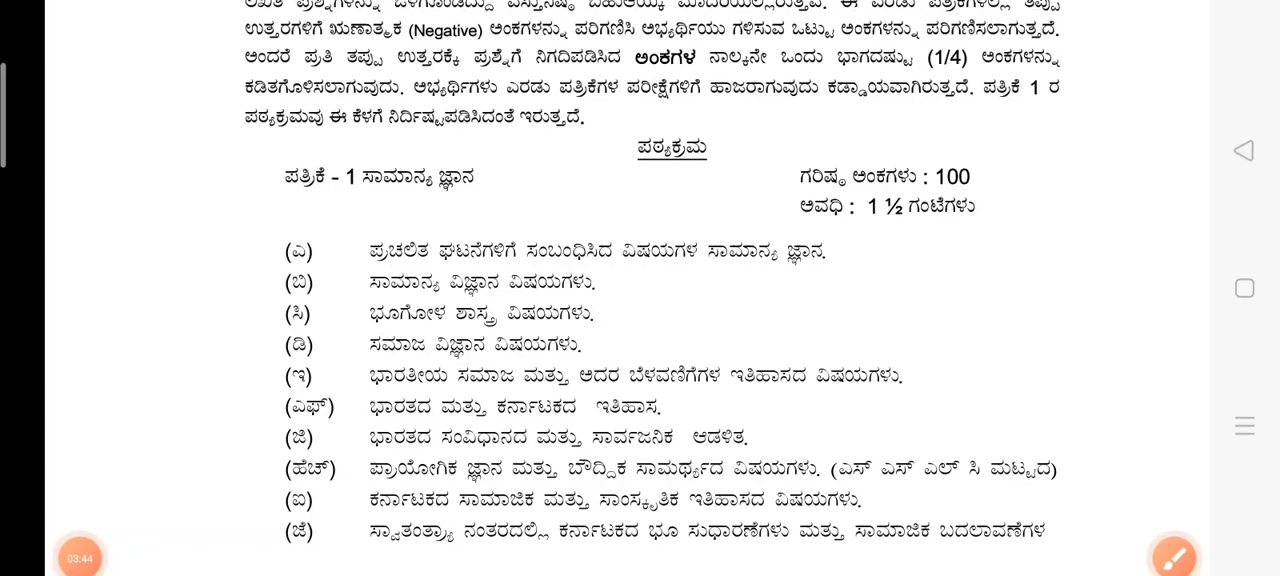 ಉತ್ತರಗಳಿಗೆ ಋಣಾತ್ಮಕ (Negative) ಅಂಕಗಳನ್ನು ಪರಿಗಣಿಸಿ ಅಭ್ಯರ್ಥಿಯು ಗಳಿಸುವ ಒಟ್ಟು ಅಂಕಗಳನ್ನು ಪರಿಗಣಿಸಲಾಗುತ್ತದೆ.
ಅಂದರೆ ಪ್ರತಿ ತಪ್ಪು ಉತ್ತರಕ್ಕೆ ಪ್ರಶ್ನೆಗೆ ನಿಗದಿಪಡಿಸಿದ ಅಂಕಗಳ ನಾಲ್ಕನೇ ಒಂದು ಭಾಗದಷ್ಟು (1/4) ಅಂಕಗಳನ್ನು
ಕಡಿತಗೊಳಿಸಲಾಗುವುದು. ಅಭ್ಯರ್ಥಿಗಳು ಎರಡು ಪತ್ರಿಕೆಗಳ ಪರೀಕ್ಷೆಗಳಿಗೆ ಹಾಜರಾಗುವುದು ಕಡ್ಡಾಯವಾಗಿರುತ್ತದೆ. ಪತ್ರಿಕೆ 1 ರ
ಪಠ್ಯಕ್ರಮವು ಈ ಕೆಳಗೆ ನಿರ್ದಿಷ್ಟಪಡಿಸಿದಂತೆ ಇರುತ್ತದೆ.
ಪಠ್ಯಕ್ರಮ
ಪತ್ರಿಕೆ - 1 ಸಾಮಾನ್ಯ ಜ್ಞಾನ ಗರಿಷ್ಠ ಅಂಕಗಳು : 100
ಅವಧಿ : 1 ½ ಗಂಟೆಗಳು
(ಎ) ಪ್ರಚಲಿತ ಘಟನೆಗಳಿಗೆ ಸಂಬಂಧಿಸಿದ ವಿಷಯಗಳ ಸಾಮಾನ್ಯ ಜ್ಞಾನ.
(ಬಿ) ಸಾಮಾನ್ಯ ವಿಜ್ಞಾನ ವಿಷಯಗಳು.
(ಸಿ) ಭೂಗೋಳ ಶಾಸ್ತ್ರ ವಿಷಯಗಳು.
(ಡಿ) ಸಮಾಜ ವಿಜ್ಞಾನ ವಿಷಯಗಳು.
(ಇ) ಭಾರತೀಯ ಸಮಾಜ ಮತ್ತು ಅದರ ಬೆಳವಣಿಗೆಗಳ ಇತಿಹಾಸದ ವಿಷಯಗಳು.
(ಎಫ್) ಭಾರತದ ಮತ್ತು ಕರ್ನಾಟಕದ ಇತಿಹಾಸ.
(ಜಿ) ಭಾರತದ ಸಂವಿಧಾನದ ಮತ್ತು ಸಾರ್ವಜನಿಕ ಆಡಳಿತ.
(ಹೆಚ್) ಪ್ರಾಯೋಗಿಕ ಜ್ಞಾನ ಮತ್ತು ಬೌದ್ದಿಕ ಸಾಮರ್ಥ್ಯದ ವಿಷಯಗಳು. (ಎಸ್ ಎಸ್ ಎಲ್ ಸಿ ಮಟ್ಟದ)
(ಐ) ಕರ್ನಾಟಕದ ಸಾಮಾಜಿಕ ಮತ್ತು ಸಾಂಸ್ಕೃತಿಕ ಇತಿಹಾಸದ ವಿಷಯಗಳು.
(ಜೆ) ಸ್ವಾತಂತ್ರ್ಯಾ ನಂತರದಲ್ಲಿ ಕರ್ನಾಟಕದ ಭೂ ಸುಧಾರಣೆಗಳು ಮತ್ತು ಸಾಮಾಜಿಕ ಬದಲಾವಣೆಗಳ
03:44